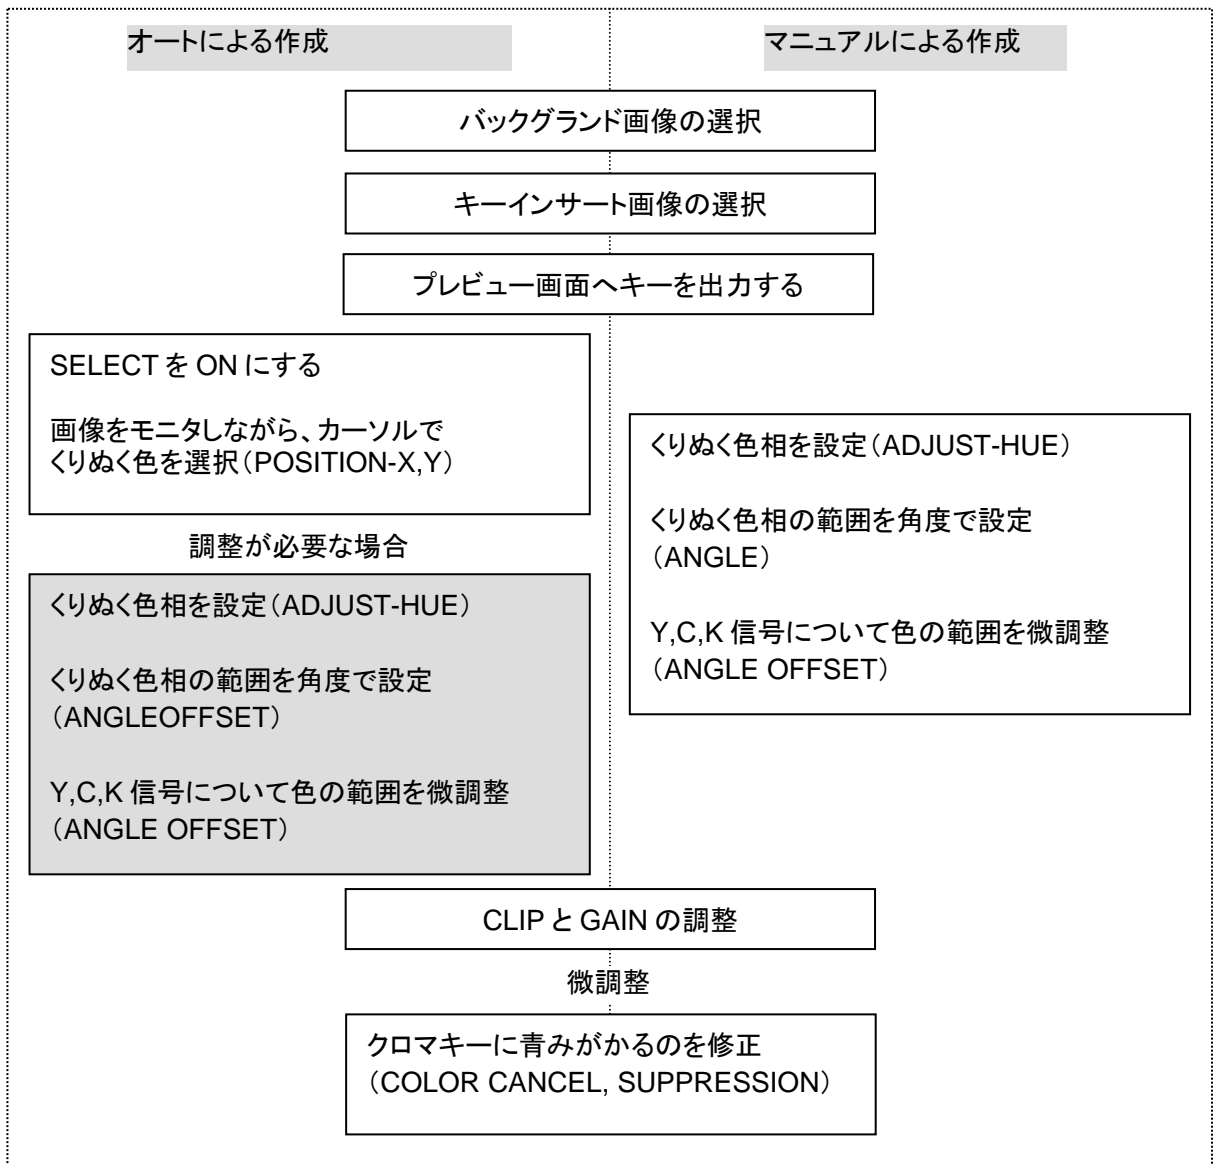 オートによる作成
マニュアルによる作成
バックグランド画像の選択
キーインサート画像の選択
プレビュー画面へキーを出力する
SELECT を ON にする
画像をモニタしながら、カーソルで
くりぬく色を選択（POSITION-X,Y）
調整が必要な場合
くりぬく色相を設定（ADJUST-HUE）
くりぬく色相の範囲を角度で設定
（ANGLEOFFSET）
Y,C,K 信号について色の範囲を微調整
（ANGLE OFFSET）
くりぬく色相を設定（ADJUST-HUE）
くりぬく色相の範囲を角度で設定
（ANGLE）
Y,C,K 信号について色の範囲を微調整
（ANGLE OFFSET）
CLIP と GAIN の調整
微調整
クロマキーに青みがかるのを修正
（COLOR CANCEL, SUPPRESSION）